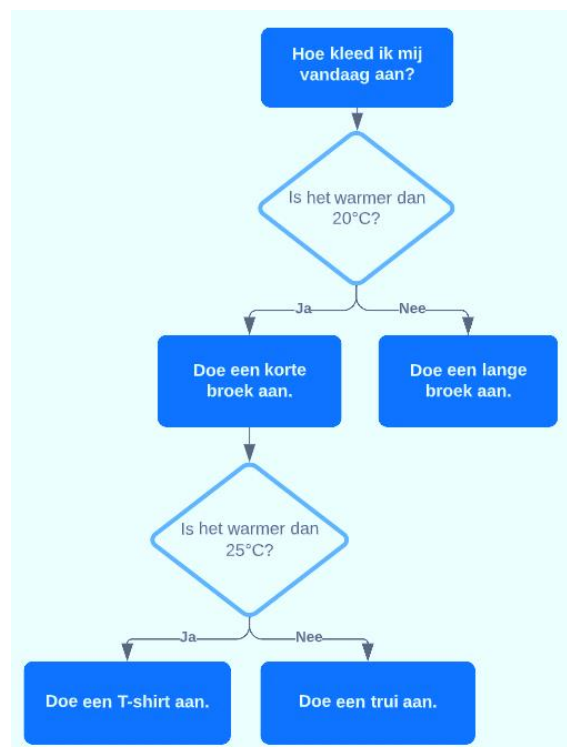 Hoe kleed ik mij
vandaag aan?
Is het warmer dan
20°C?
Ja
Nee
Doe een korte
broek aan.
Doe een lange
broek aan.
Is het warmer dan
25°C?
Ja
Nee
Doe een T-shirt aan.
Doe een trui aan.